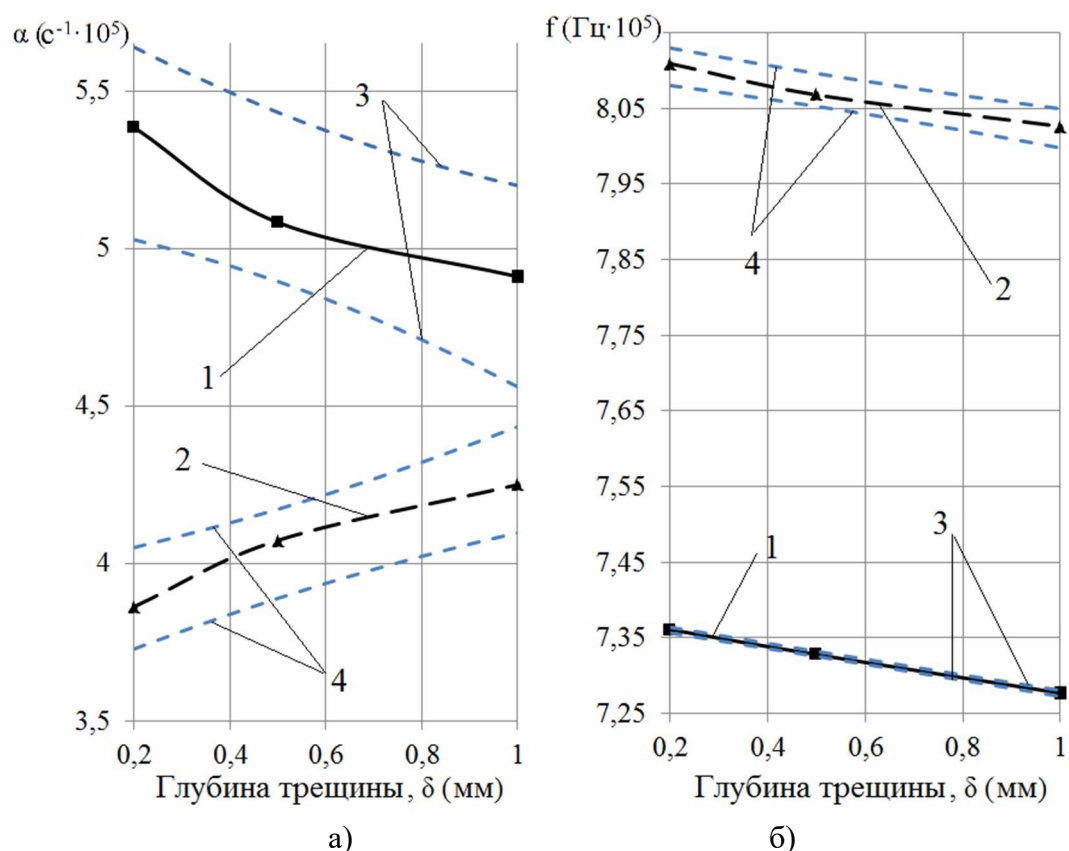 α (с⁻¹·10⁵)
5,5
5
4,5
4
3,5
0,2 0,4 0,6 0,8 1
Глубина трещины, δ (мм)
3
1
2
4
а)
f (Гц·10⁵)
8,05
7,95
7,85
7,75
7,65
7,55
7,45
7,35
7,25
0,2 0,4 0,6 0,8 1
Глубина трещины, δ (мм)
4
2
1
3
б)